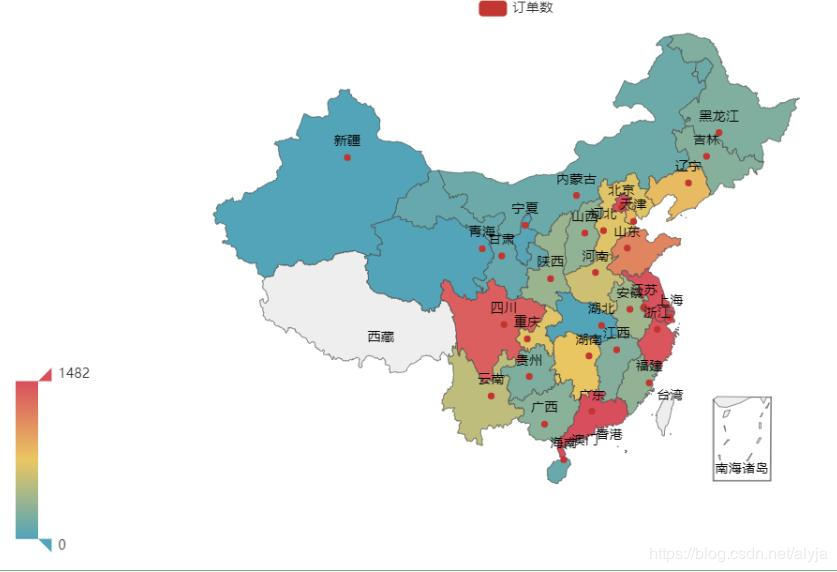 订单数
黑龙江
新疆
吉林
辽宁
内蒙古
北京
天津
宁夏
山西
河北
青海
甘肃
山东
陕西
河南
安徽
江苏
上海
四川
湖北
浙江
重庆
江西
西藏
湖南
贵州
福建
1482
云南
广东
台湾
广西
香港
海南
澳门
南海诸岛
0
https://blog.csdn.net/alyja